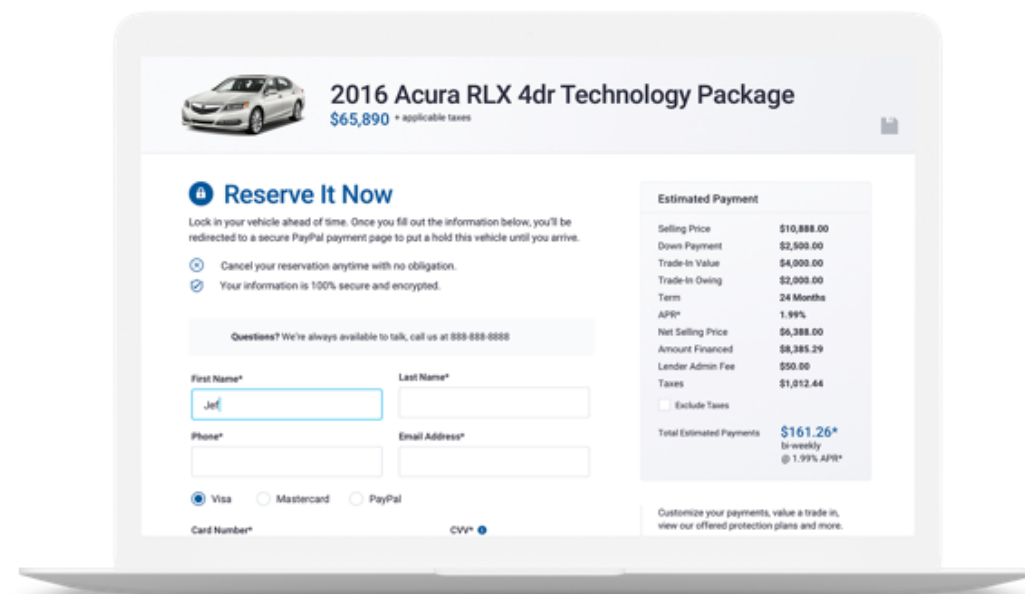 2016 Acura RLX 4dr Technology Package
$65,890 + applicable taxes
Reserve It Now
Lock in your vehicle ahead of time. Once you fill out the information below, you'll be
redirected to a secure PayPal payment page to put a hold this vehicle until you arrive.
Cancel your reservation anytime with no obligation.
Your information is 100% secure and encrypted.
Questions? We're always available to talk, call us at 888-888-8888
First Name* Last Name*
Jef
Phone* Email Address*
Visa Mastercard PayPal
Card Number* CVV*
Estimated Payment
Selling Price $10,888.00
Down Payment $2,500.00
Trade-In Value $4,000.00
Trade-In Owing $2,000.00
Term 24 Months
APR* 1.99%
Net Selling Price $6,388.00
Amount Financed $8,385.29
Lender Admin Fee $50.00
Taxes $1,012.44
Exclude Taxes
Total Estimated Payments $161.26*
bi-weekly
@ 1.99% APR*
Customize your payments, value a trade in,
view our offered protection plans and more.